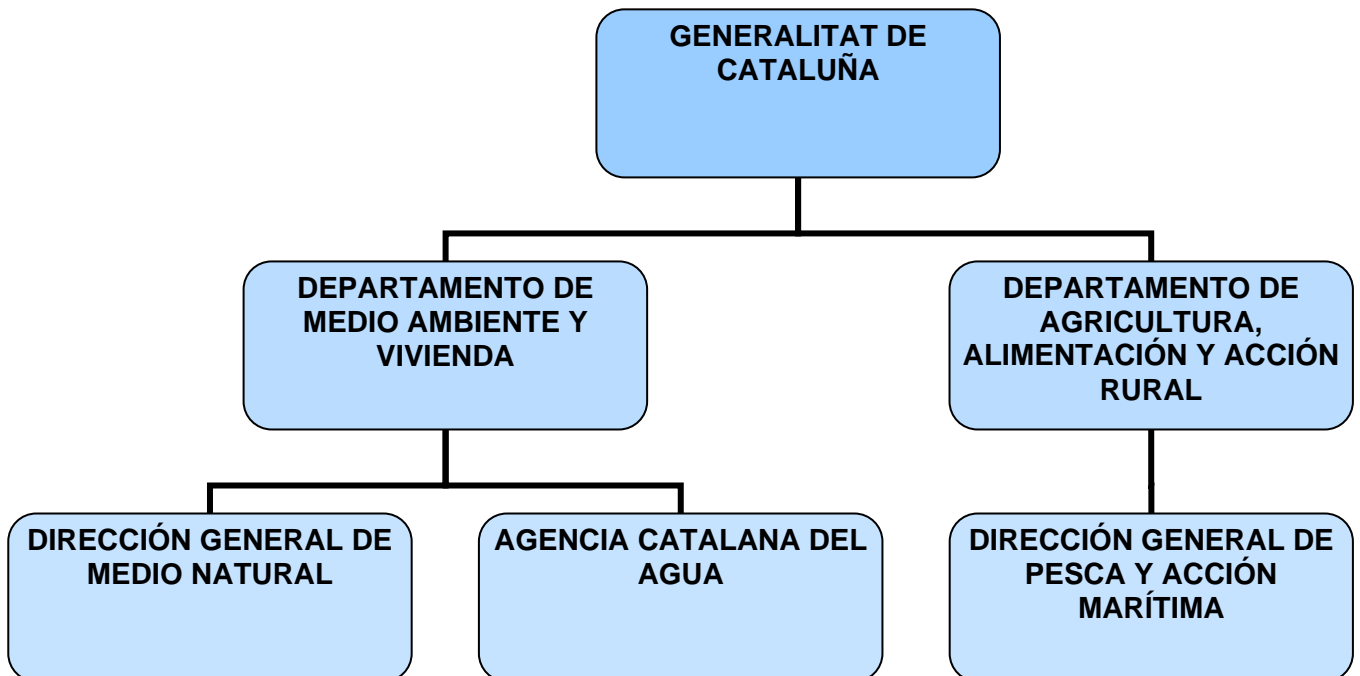 GENERALITAT DE
CATALUÑA
DEPARTAMENTO DE
MEDIO AMBIENTE Y
VIVIENDA
DEPARTAMENTO DE
AGRICULTURA,
ALIMENTACIÓN Y ACCIÓN
RURAL
DIRECCIÓN GENERAL DE
MEDIO NATURAL
AGENCIA CATALANA DEL
AGUA
DIRECCIÓN GENERAL DE
PESCA Y ACCIÓN
MARÍTIMA